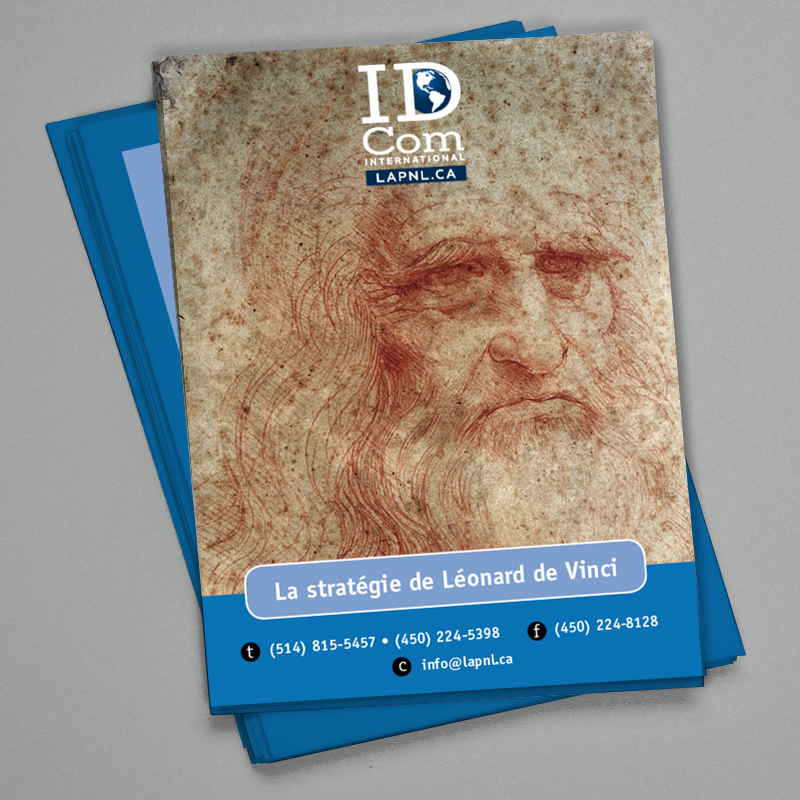 ID
Com
INTERNATIONAL
LAPNL.CA
La stratégie de Léonard de Vinci
t (514) 815-5457 • (450) 224-5398 f (450) 224-8128
c info@lapnl.ca